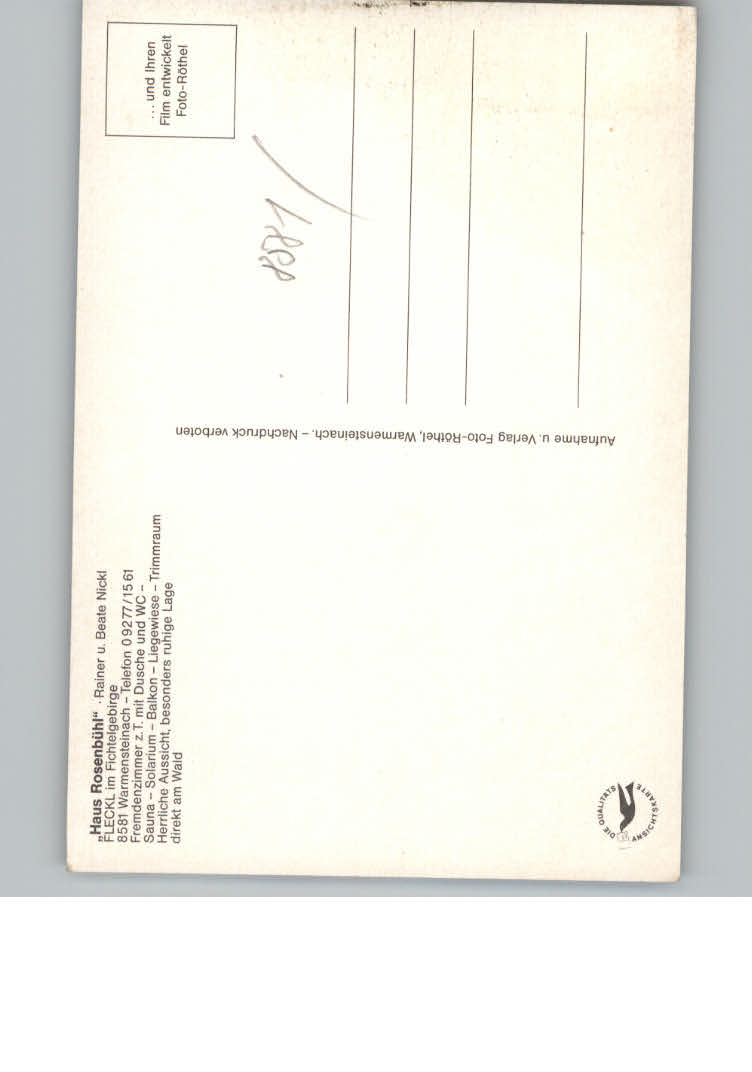 „Haus Rosenbühl“ · Rainer u. Beate Nickl
FLECKL im Fichtelgebirge
8581 Warmensteinach – Telefon 0 92 77 / 15 61
Fremdenzimmer z. T. mit Dusche und WC –
Sauna – Solarium – Balkon – Liegewiese – Trimmraum
Herrliche Aussicht, besonders ruhige Lage
direkt am Wald
Aufnahme u. Verlag Foto-Röthel, Warmensteinach. – Nachdruck verboten
... und Ihren
Film entwickelt
Foto-Röthel
8581
DIE QUALITÄTS
ANSICHTSKARTE